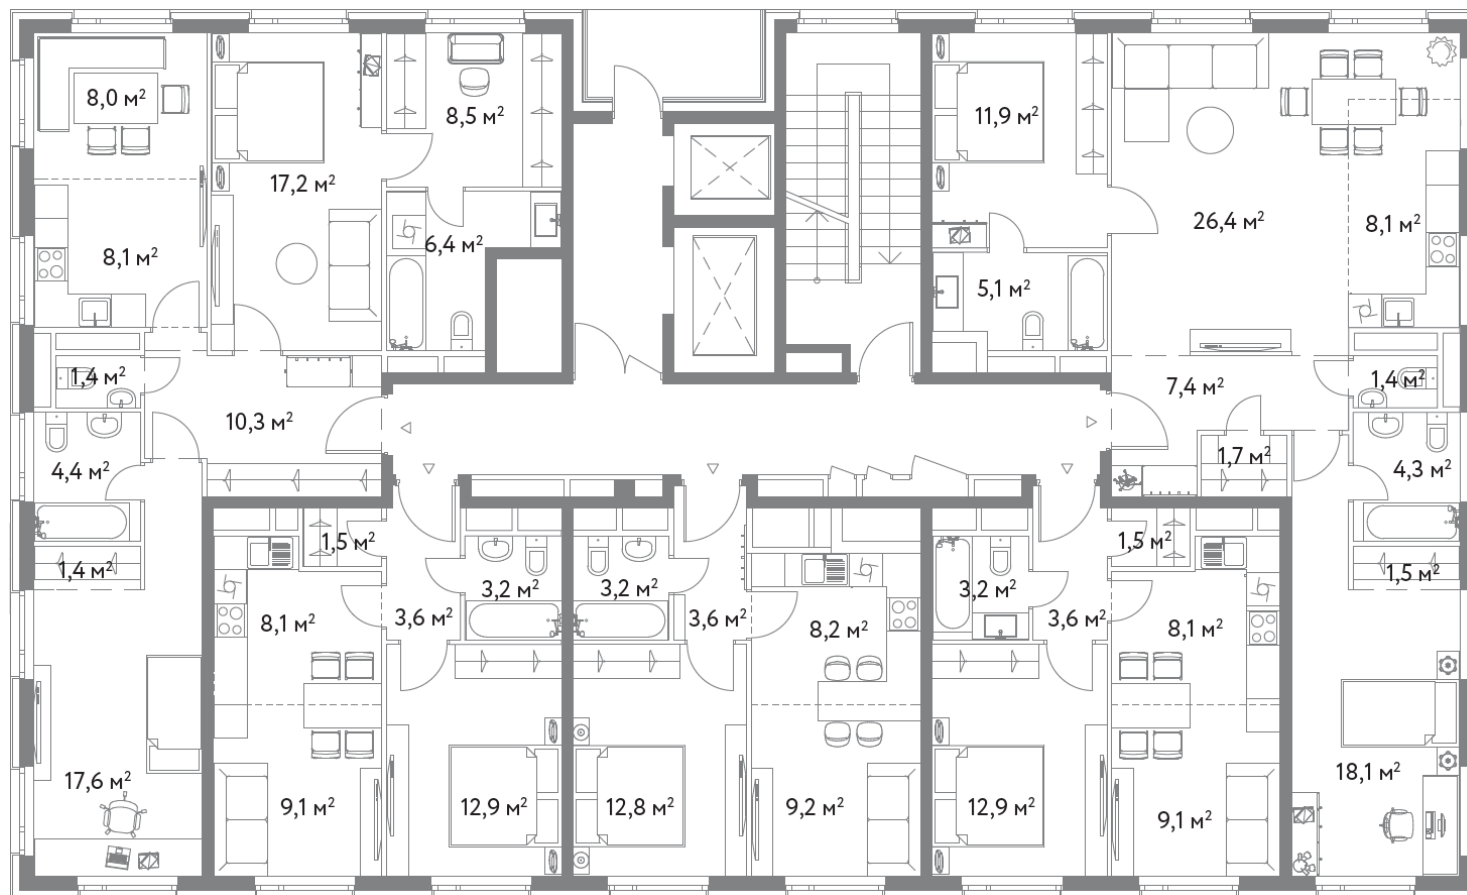 8,0 м²
8,5 м²
11,9 м²
17,2 м²
26,4 м²
8,1 м²
6,4 м²
8,1 м²
5,1 м²
1,4 м²
7,4 м²
1,4 м²
10,3 м²
4,4 м²
1,7 м²
4,3 м²
1,5 м²
1,5 м²
1,4 м²
1,5 м²
3,2 м²
3,2 м²
3,2 м²
8,1 м²
3,6 м²
3,6 м²
8,2 м²
3,6 м²
8,1 м²
17,6 м²
18,1 м²
9,1 м²
12,9 м²
12,8 м²
9,2 м²
12,9 м²
9,1 м²